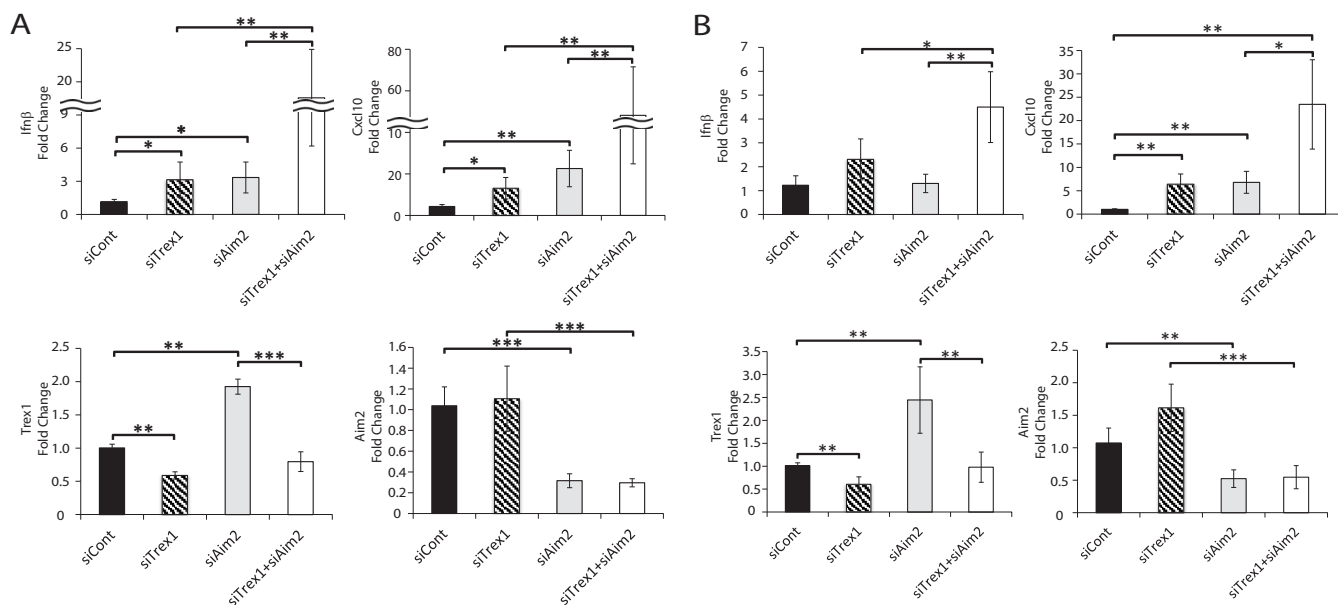 A
Ifnβ
Fold Change
25
20
15
9
6
3
0
**
**
*
*
siCont
siTrex1
siAim2
siTrex1+siAim2
Cxcl10
Fold Change
80
60
40
20
0
**
**
**
*
siCont
siTrex1
siAim2
siTrex1+siAim2
Trex1
Fold Change
2.5
2.0
1.5
1.0
0.5
0
**
***
**
siCont
siTrex1
siAim2
siTrex1+siAim2
Aim2
Fold Change
1.6
1.4
1.2
1.0
0.8
0.6
0.4
0.2
0
***
***
siCont
siTrex1
siAim2
siTrex1+siAim2
B
Ifnβ
Fold Change
7
6
5
4
3
2
1
0
*
**
siCont
siTrex1
siAim2
siTrex1+siAim2
Cxcl10
Fold Change
35
30
25
20
15
10
5
0
**
*
**
**
siCont
siTrex1
siAim2
siTrex1+siAim2
Trex1
Fold Change
3.5
3.0
2.5
2.0
1.5
1.0
0.5
0
**
**
**
siCont
siTrex1
siAim2
siTrex1+siAim2
Aim2
Fold Change
2.5
2.0
1.5
1.0
0.5
0
**
***
siCont
siTrex1
siAim2
siTrex1+siAim2